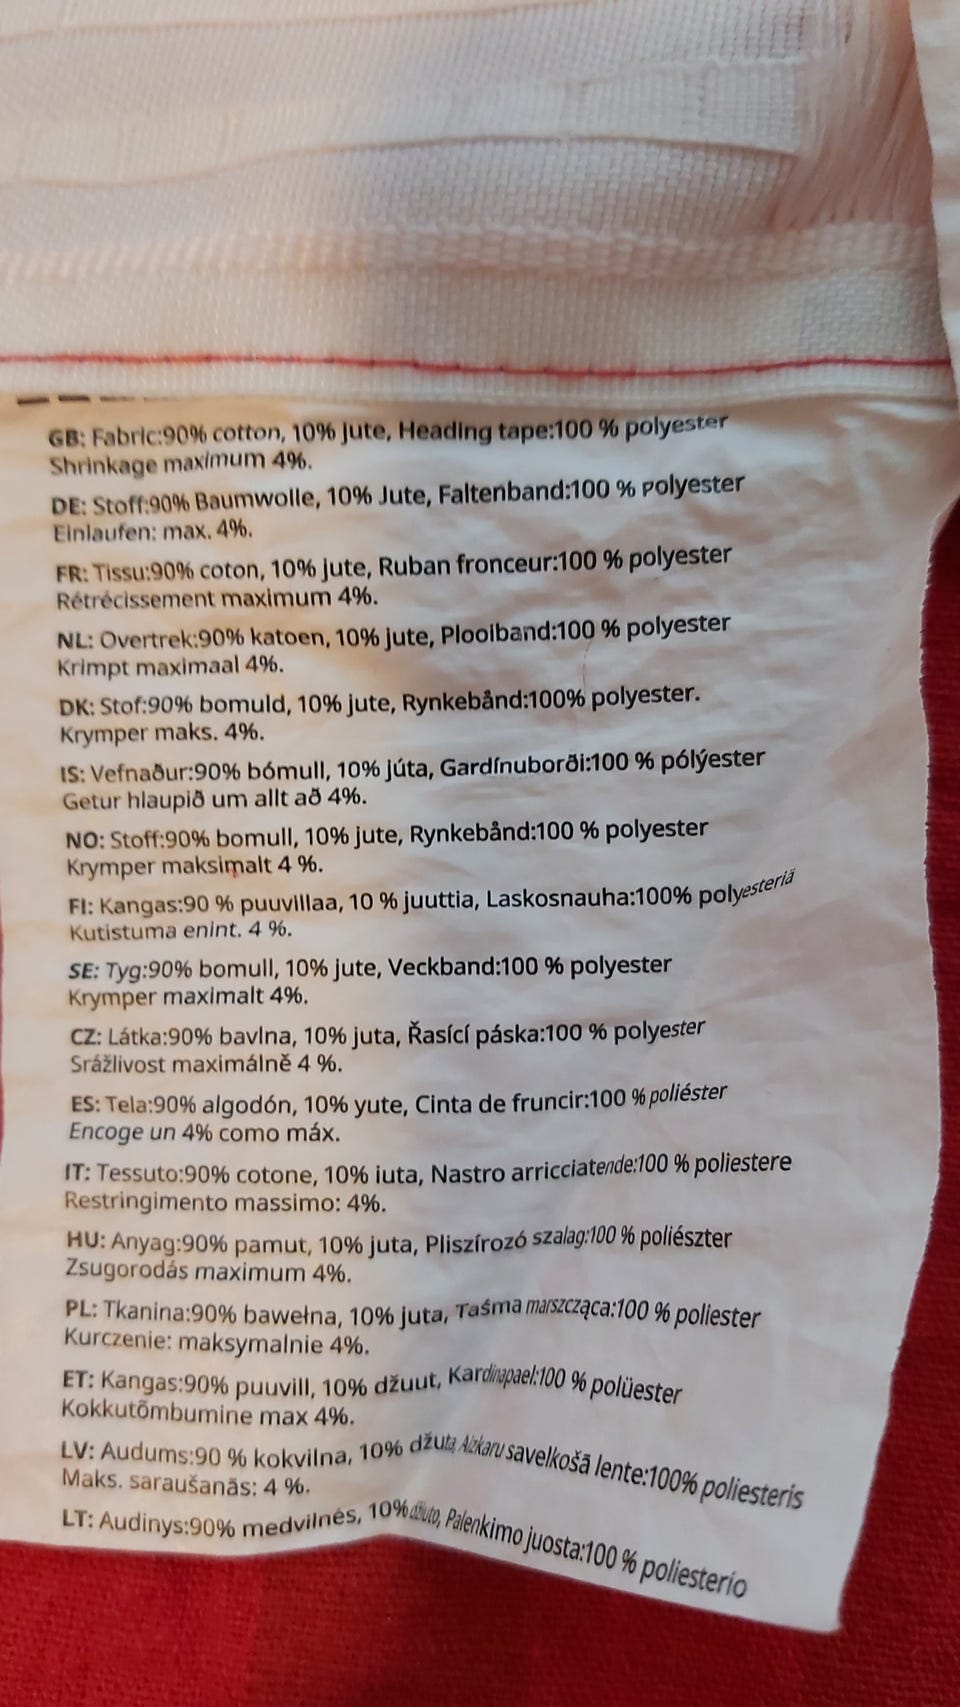 GB: Fabric:90% cotton, 10% jute, Heading tape:100 % polyester
Shrinkage maximum 4%.
DE: Stoff:90% Baumwolle, 10% Jute, Faltenband:100 % Polyester
Einlaufen: max. 4%.
FR: Tissu:90% coton, 10% jute, Ruban fronceur:100 % polyester
Rétrécissement maximum 4%.
NL: Overtrek:90% katoen, 10% jute, Plooiband:100 % polyester
Krimpt maximaal 4%.
DK: Stof:90% bomuld, 10% jute, Rynkebånd:100% polyester.
Krymper maks. 4%.
IS: Vefnaður:90% bómull, 10% júta, Gardínuborði:100 % pólýester
Getur hlaupið um allt að 4%.
NO: Stoff:90% bomull, 10% jute, Rynkebånd:100 % polyester
Krymper maksimalt 4 %.
FI: Kangas:90 % puuvillaa, 10 % juuttia, Laskosnauha:100% polyesteriä
Kutistuma enint. 4 %.
SE: Tyg:90% bomull, 10% jute, Veckband:100 % polyester
Krymper maximalt 4%.
CZ: Látka:90% bavlna, 10% juta, Řasící páska:100 % polyester
Srážlivost maximálně 4 %.
ES: Tela:90% algodón, 10% yute, Cinta de fruncir:100 % poliéster
Encoge un 4% como máx.
IT: Tessuto:90% cotone, 10% iuta, Nastro arricciatende:100 % poliestere
Restringimento massimo: 4%.
HU: Anyag:90% pamut, 10% juta, Pliszírozó szalag:100 % poliészter
Zsugorodás maximum 4%.
PL: Tkanina:90% bawełna, 10% juta, Taśma marszcząca:100 % poliester
Kurczenie: maksymalnie 4%.
ET: Kangas:90% puuvill, 10% džuut, Kardinapael:100 % polüester
Kokkutõmbumine max 4%.
LV: Audums:90 % kokvilna, 10% džuta, Aizkaru savelkošā lente:100% poliesteris
Maks. saraušanās: 4 %.
LT: Audinys:90% medvilnės, 10% džiuto, Palenkimo juosta:100 % poliesterio